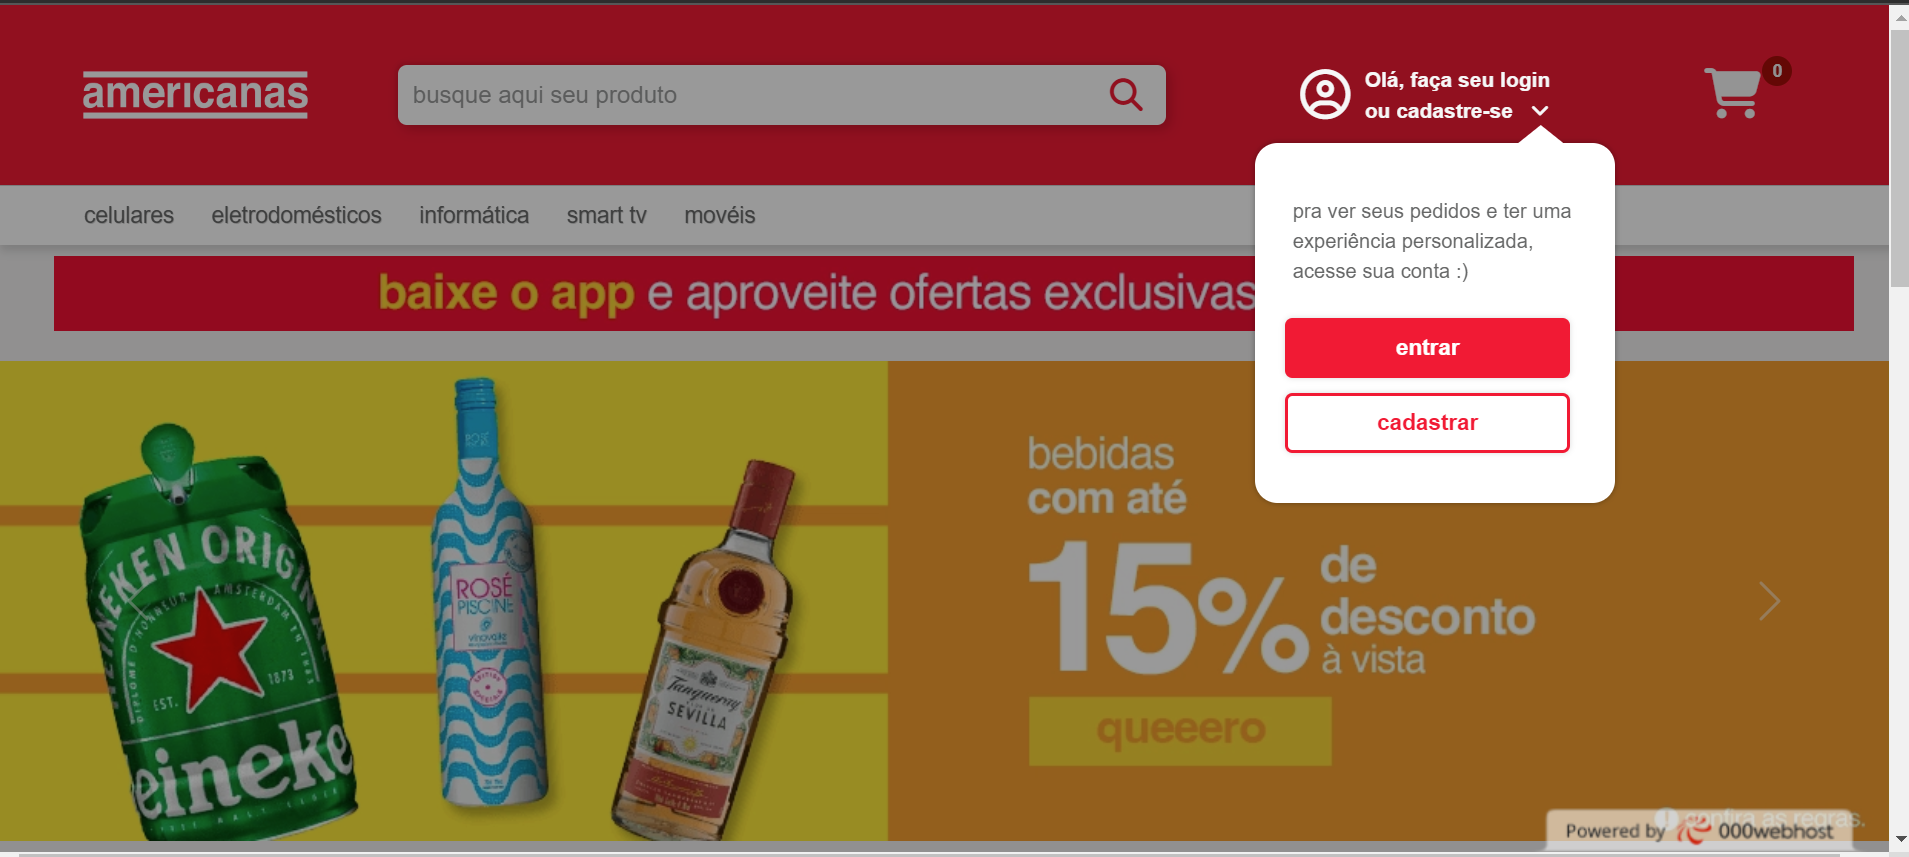 americanas
busque aqui seu produto
Olá, faça seu login
ou cadastre-se
0
celulares eletrodomésticos informática smart tv movéis
pra ver seus pedidos e ter uma
experiência personalizada,
acesse sua conta :)
entrar
cadastrar
baixe o app e aproveite ofertas exclusivas
bebidas
com até
15%
de
desconto
à vista
queeero
HEINEKEN ORIGINAL
AMSTERDAM
EST. 1873
eineke
ROSÉ
PISCINE
vinovalie
Tanqueray
SEVILLA
confira as regras.
Powered by 000webhost